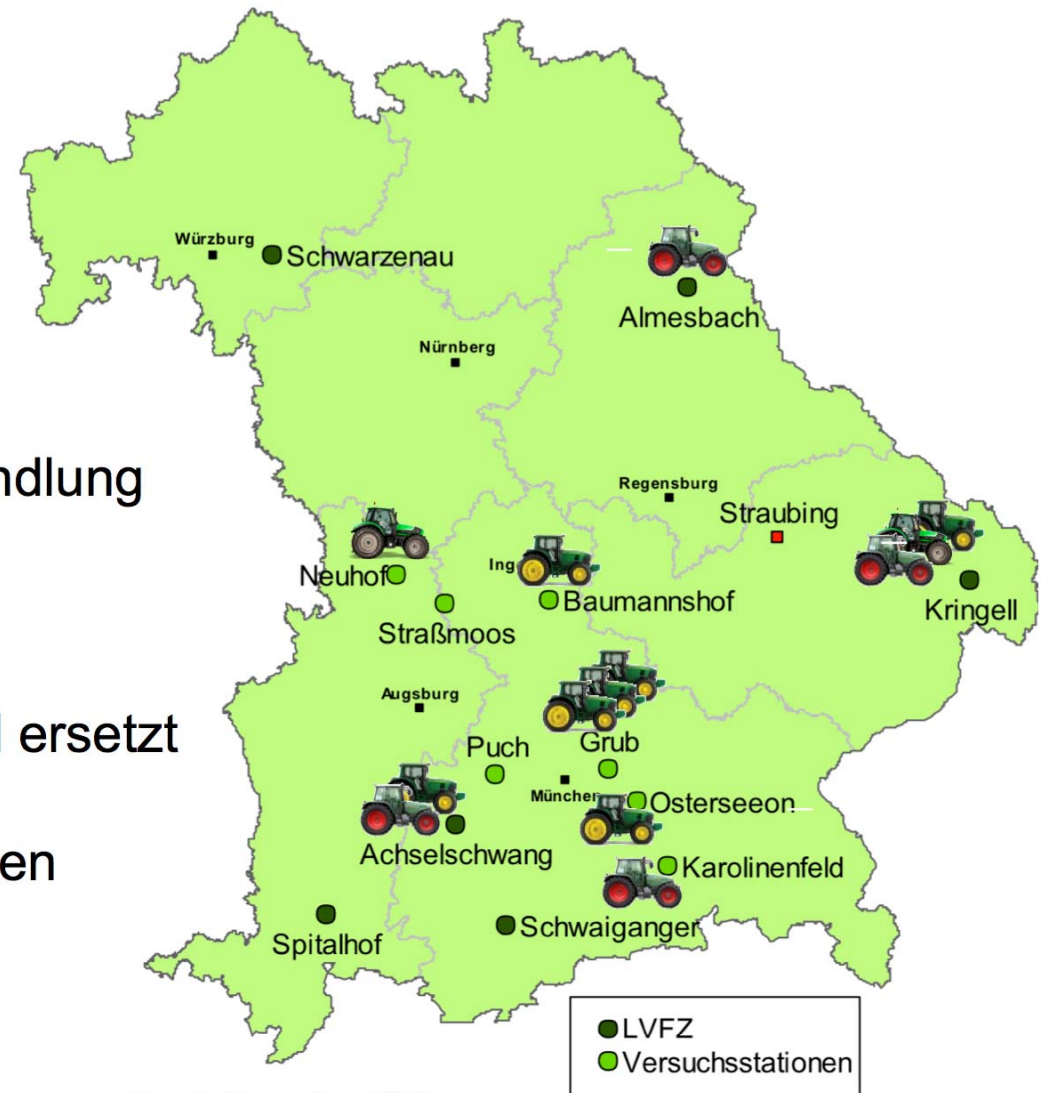 Würzburg
Schwarzenau
Almesbach
Nürnberg
ndlung
Regensburg
Straubing
Ing
Neuhof
Baumannshof
Kringell
Straßmoos
Augsburg
ersetzt
Puch
Grub
München
Osterseeon
en
Achselschwang
Karolinenfeld
Spitalhof
Schwaiganger
LVFZ
Versuchsstationen